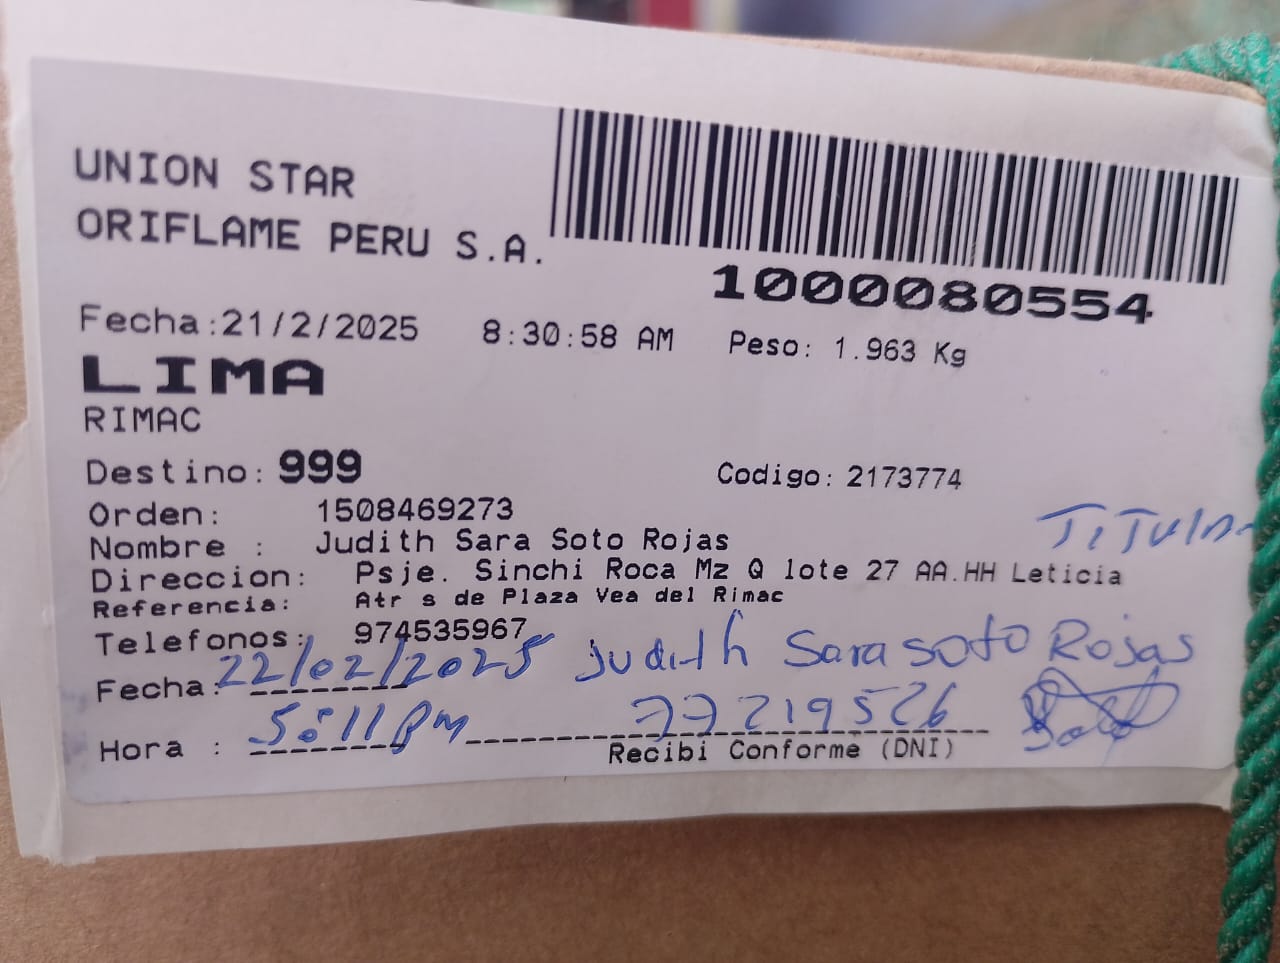 UNION STAR
ORIFLAME PERU S.A.
1000080554
Fecha:21/2/2025 8:30:58 AM Peso: 1.963 Kg
LIMA
RIMAC
Destino: 999 Codigo: 2173774
Orden: 1508469273
TITULAR
Nombre : Judith Sara Soto Rojas
Direccion: Psje. Sinchi Roca Mz Q lote 27 AA.HH Leticia
Referencia: Atr s de Plaza Vea del Rimac
Telefonos: 974535967
Fecha: 22/02/2025 Judith Sara Soto Rojas
Hora : 5:11 pm 77219526
Recibi Conforme (DNI)